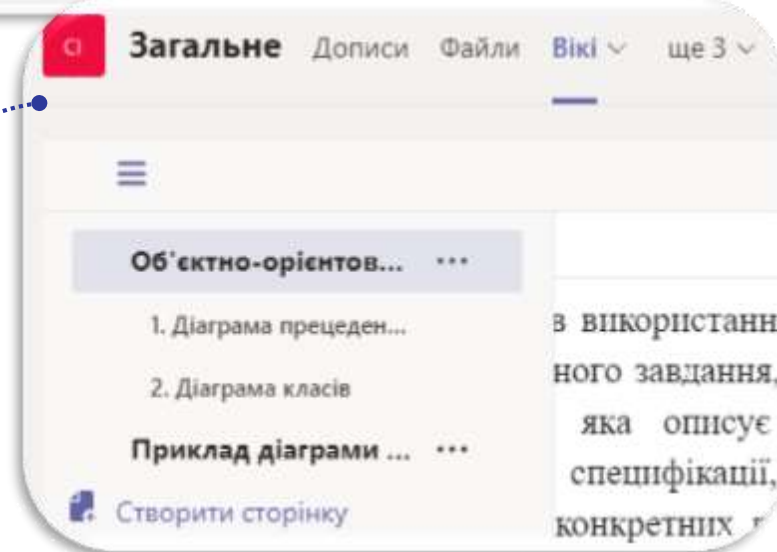 СІ Загальне Дописи Файли Вікі ще 3
Об'єктно-орієнтов... ...
1. Діаграма прецеден...
2. Діаграма класів
Приклад діаграми ... ...
Створити сторінку
в використанн
ного завдання,
яка описує
специфікації,
конкретних